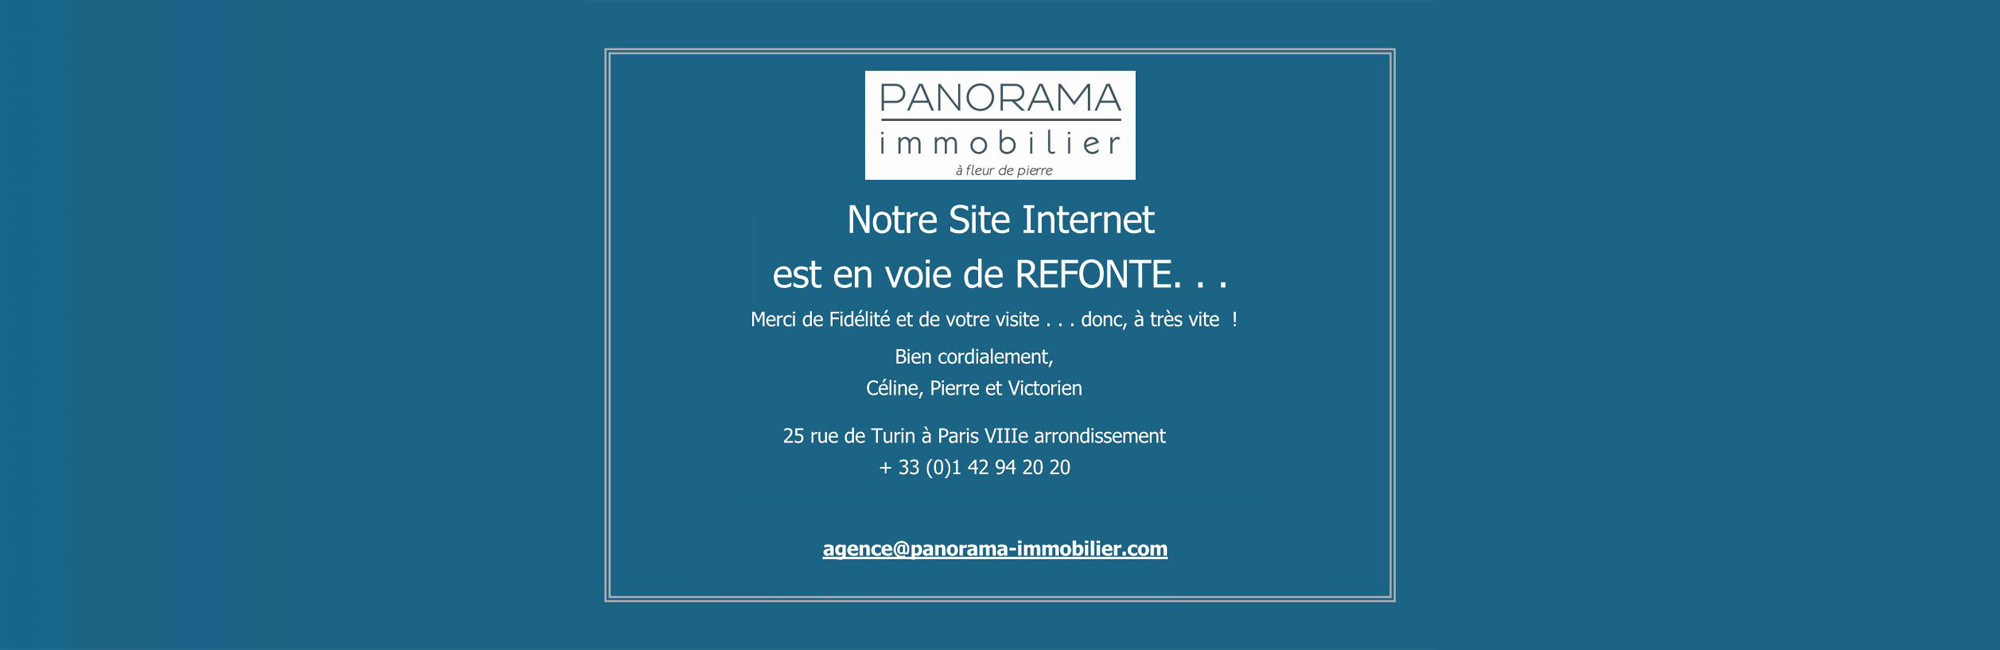 PANORAMA
immobilier
à fleur de pierre
Notre Site Internet
est en voie de REFONTE. . .
Merci de Fidélité et de votre visite . . . donc, à très vite  !
Bien cordialement,
Céline, Pierre et Victorien
25 rue de Turin à Paris VIIIe arrondissement
+ 33 (0)1 42 94 20 20
agence@panorama-immobilier.com